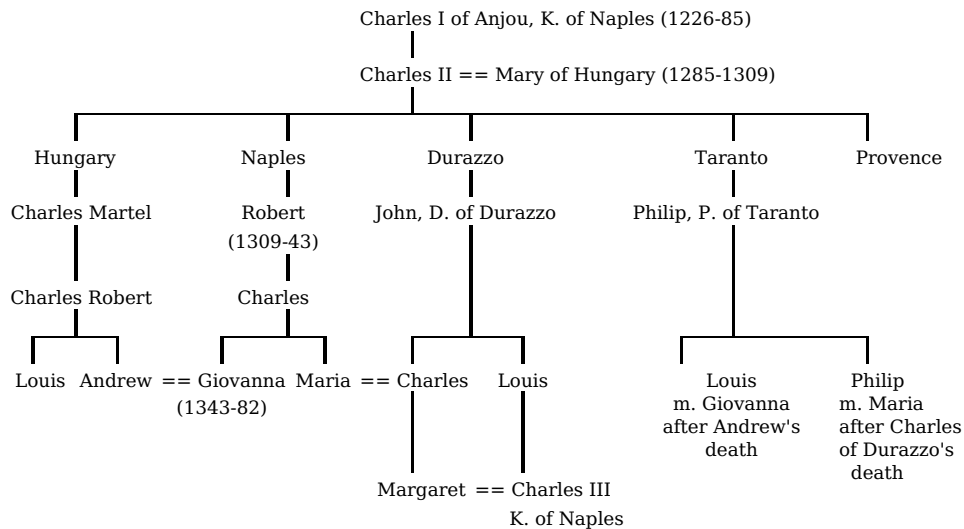 Charles I of Anjou, K. of Naples (1226-85)
Charles II == Mary of Hungary (1285-1309)
Hungary Naples Durazzo Taranto Provence
Charles Martel Robert John, D. of Durazzo Philip, P. of Taranto
(1309-43)
Charles Robert Charles
Louis Andrew == Giovanna Maria == Charles Louis Louis Philip
(1343-82) m. Giovanna m. Maria
after Andrew's after Charles
death of Durazzo's
death
Margaret == Charles III
K. of Naples